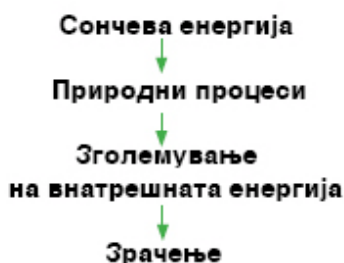 Сончева енергија
Природни процеси
Зголемување
на внатрешната енергија
Зрачење